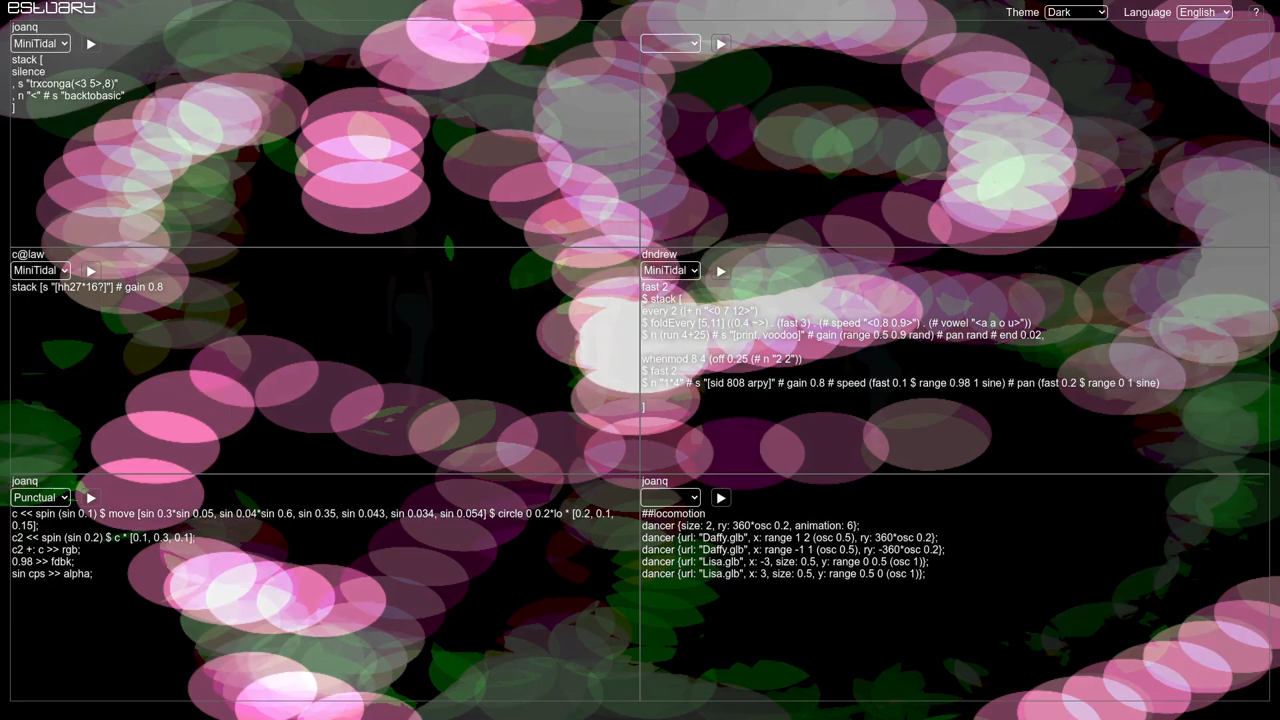 estuary
Theme Dark Language English ?
joanq
MiniTidal
stack [
silence
, s "trxconga(<3 5>,8)"
, n "<" # s "backtobasic"
]
c@law
MiniTidal
stack [s "[hh27*16?]"] # gain 0.8
dndrew
MiniTidal
fast 2
$ stack [
every 2 (|+ n "<0 7 12>")
$ foldEvery [5,11] ((0.4 ~>) . (fast 3) . (# speed "<0.8 0.9>") . (# vowel "<a a o u>"))
$ n (run 4+25) # s "[print, voodoo]" # gain (range 0.5 0.9 rand) # pan rand # end 0.02,
whenmod 8 4 (off 0.25 (# n "2 2"))
$ fast 2
$ n "1*4" # s "[sid 808 arpy]" # gain 0.8 # speed (fast 0.1 $ range 0.98 1 sine) # pan (fast 0.2 $ range 0 1 sine)
]
joanq
Punctual
c << spin (sin 0.1) $ move [sin 0.3*sin 0.05, sin 0.04*sin 0.6, sin 0.35, sin 0.043, sin 0.034, sin 0.054] $ circle 0 0.2*lo * [0.2, 0.1,
0.15];
c2 << spin (sin 0.2) $ c * [0.1, 0.3, 0.1];
c2 +: c >> rgb;
0.98 >> fdbk;
sin cps >> alpha;
joanq
##locomotion
dancer {size: 2, ry: 360*osc 0.2, animation: 6};
dancer {url: "Daffy.glb", x: range 1 2 (osc 0.5), ry: 360*osc 0.2};
dancer {url: "Daffy.glb", x: range -1 1 (osc 0.5), ry: -360*osc 0.2};
dancer {url: "Lisa.glb", x: -3, size: 0.5, y: range 0 0.5 (osc 1)};
dancer {url: "Lisa.glb", x: 3, size: 0.5, y: range 0.5 0 (osc 1)};